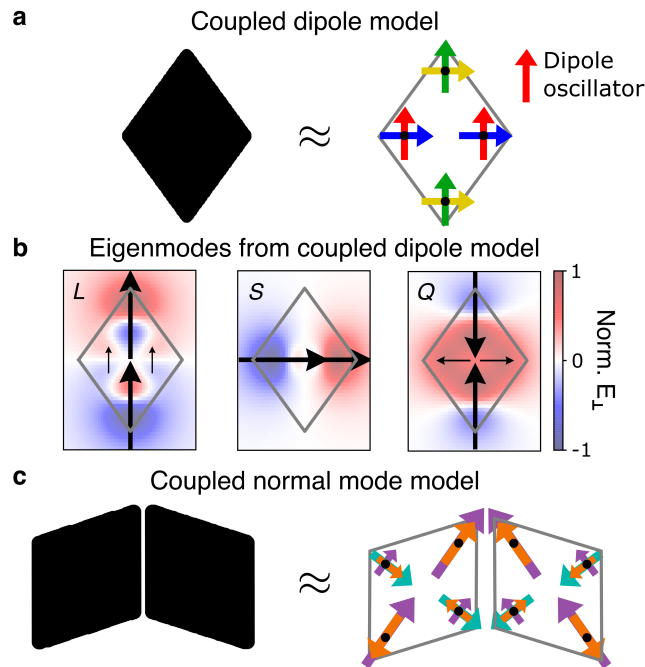 a
Coupled dipole model
≈
Dipole
oscillator
b
Eigenmodes from coupled dipole model
L
S
Q
1
0
-1
Norm. E⊥
c
Coupled normal mode model
≈